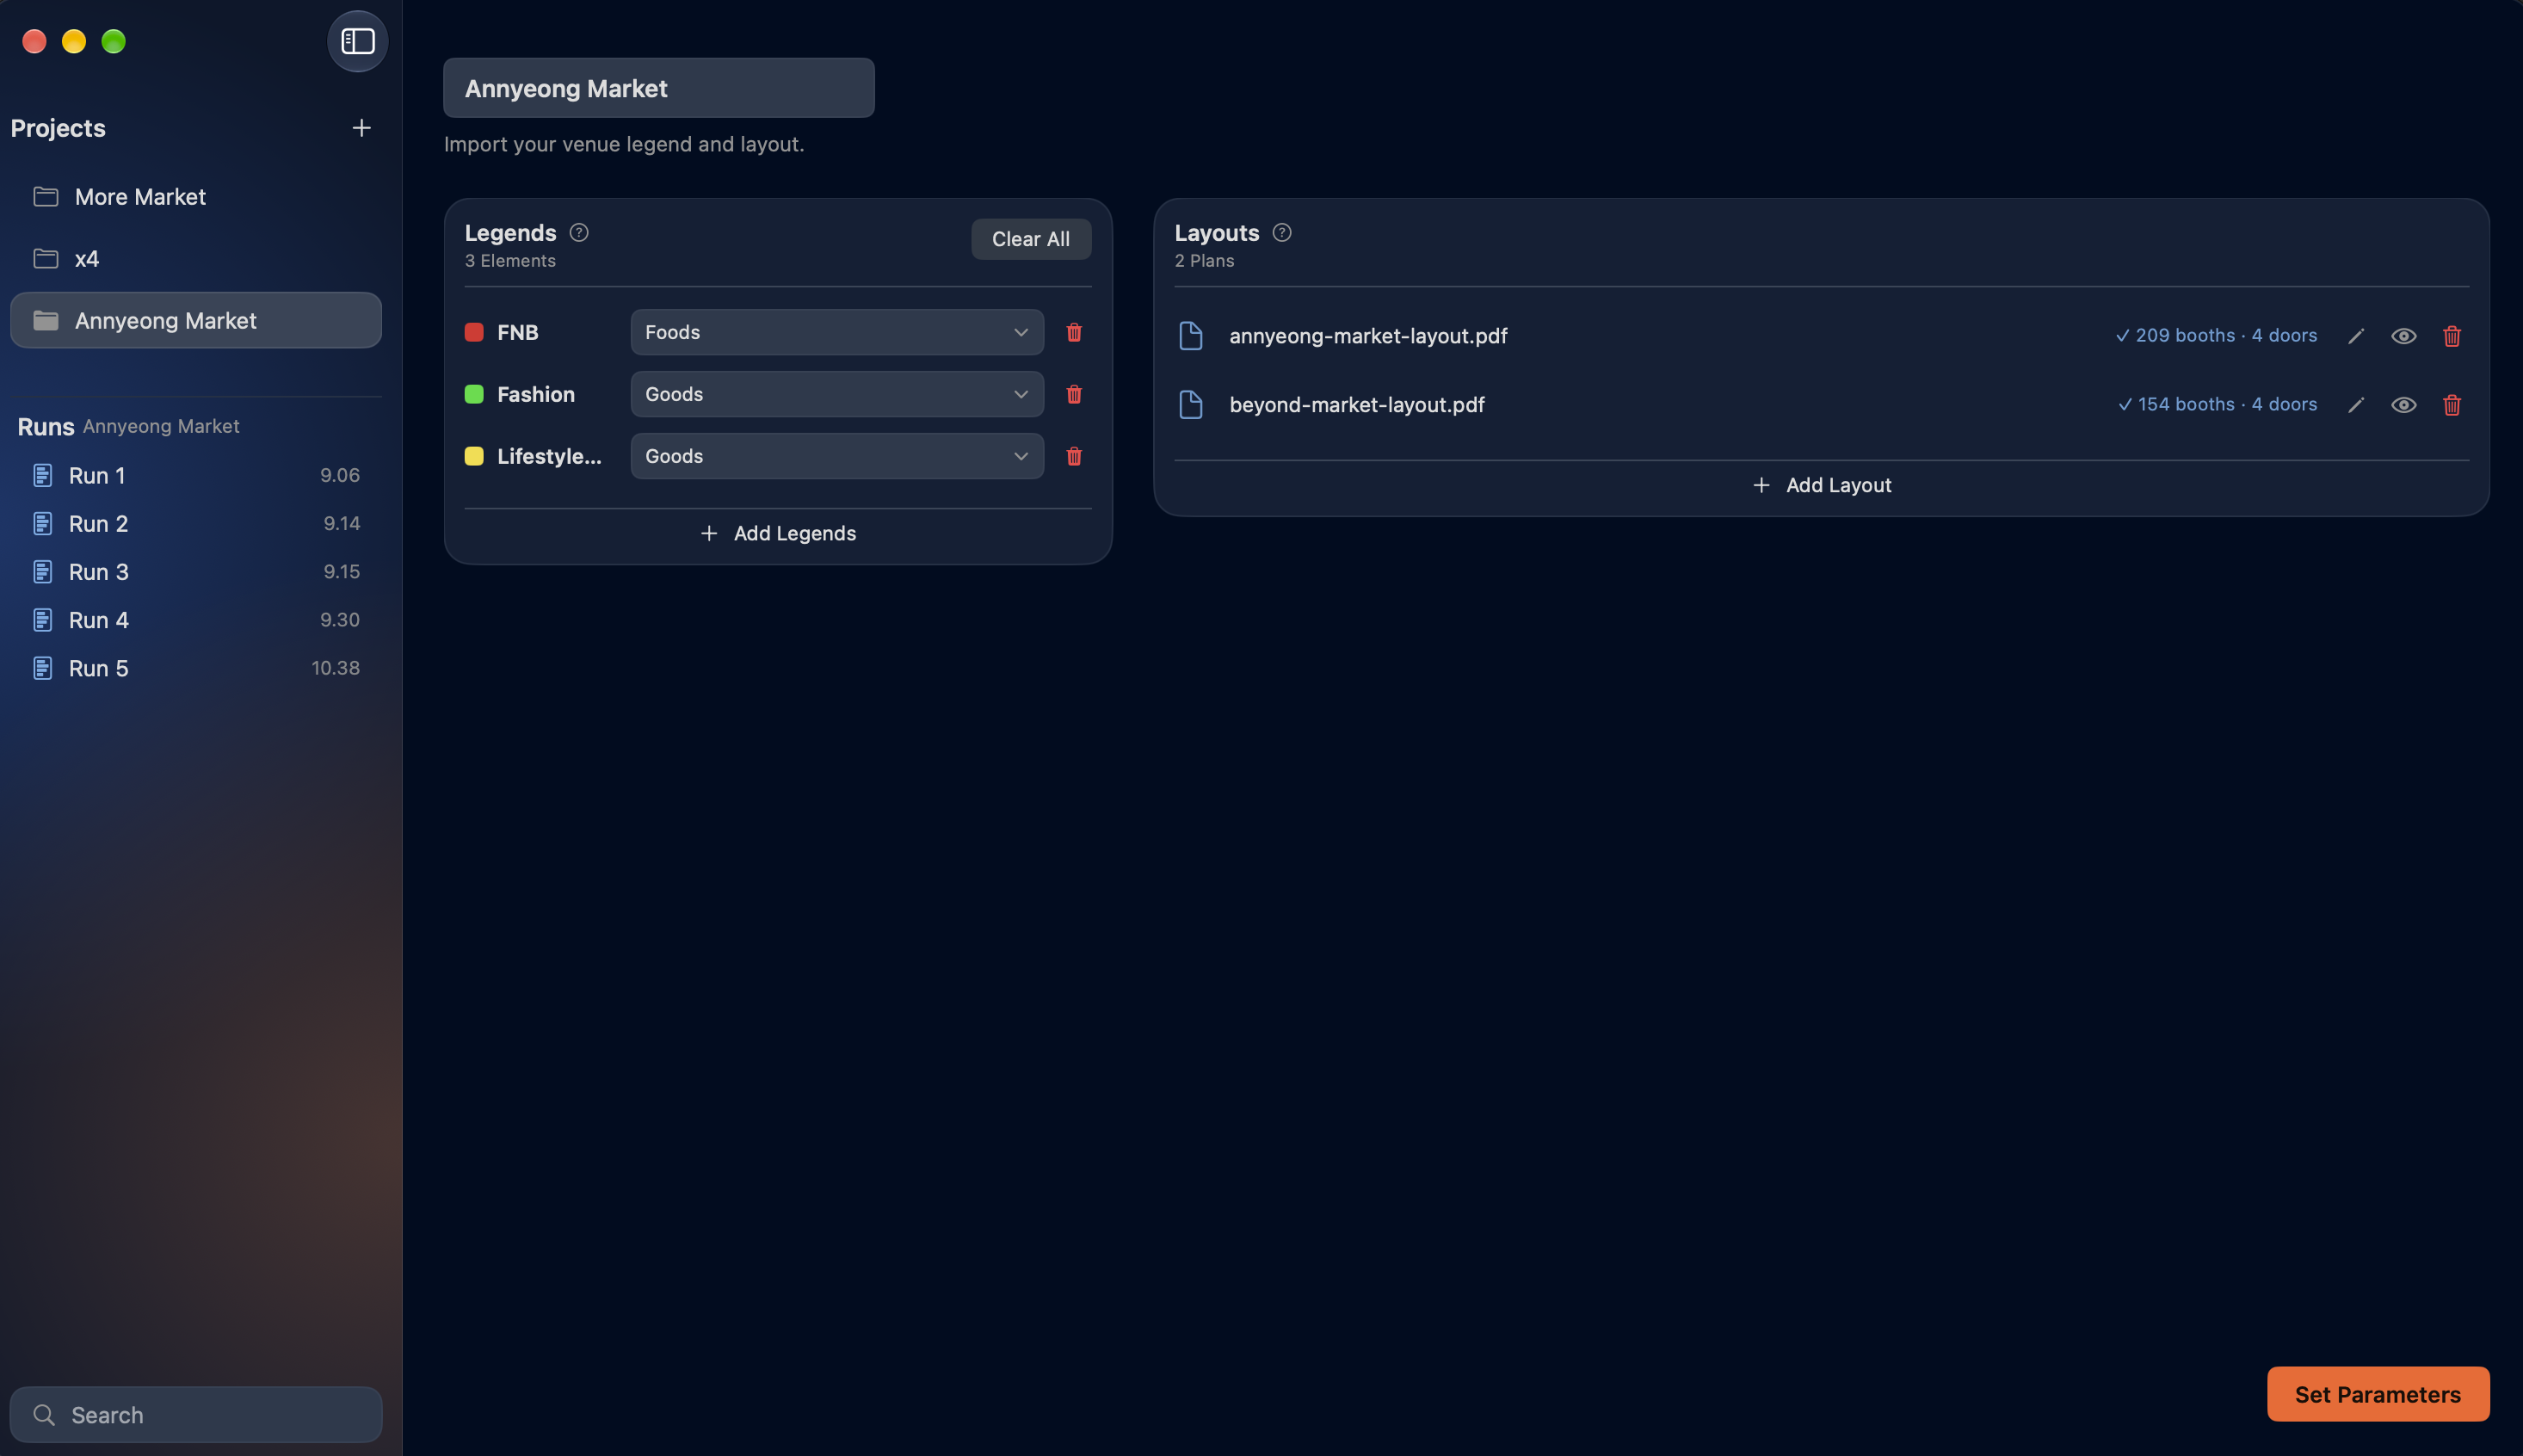 Projects
More Market
x4
Annyeong Market
Runs Annyeong Market
Run 1 9.06
Run 2 9.14
Run 3 9.15
Run 4 9.30
Run 5 10.38
Search
Annyeong Market
Import your venue legend and layout.
Legends ?
3 Elements
Clear All
FNB Foods
Fashion Goods
Lifestyle... Goods
+ Add Legends
Layouts ?
2 Plans
annyeong-market-layout.pdf ✓ 209 booths · 4 doors
beyond-market-layout.pdf ✓ 154 booths · 4 doors
+ Add Layout
Set Parameters